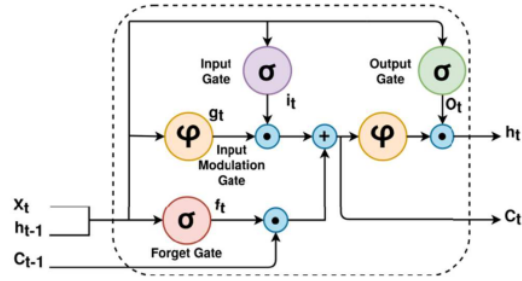 Input
Gate
σ
it
Output
Gate
σ
Ot
gt
φ
Input
Modulation
Gate
+
φ
ht
Xt
ht-1
Ct-1
σ
ft
Forget Gate
Ct